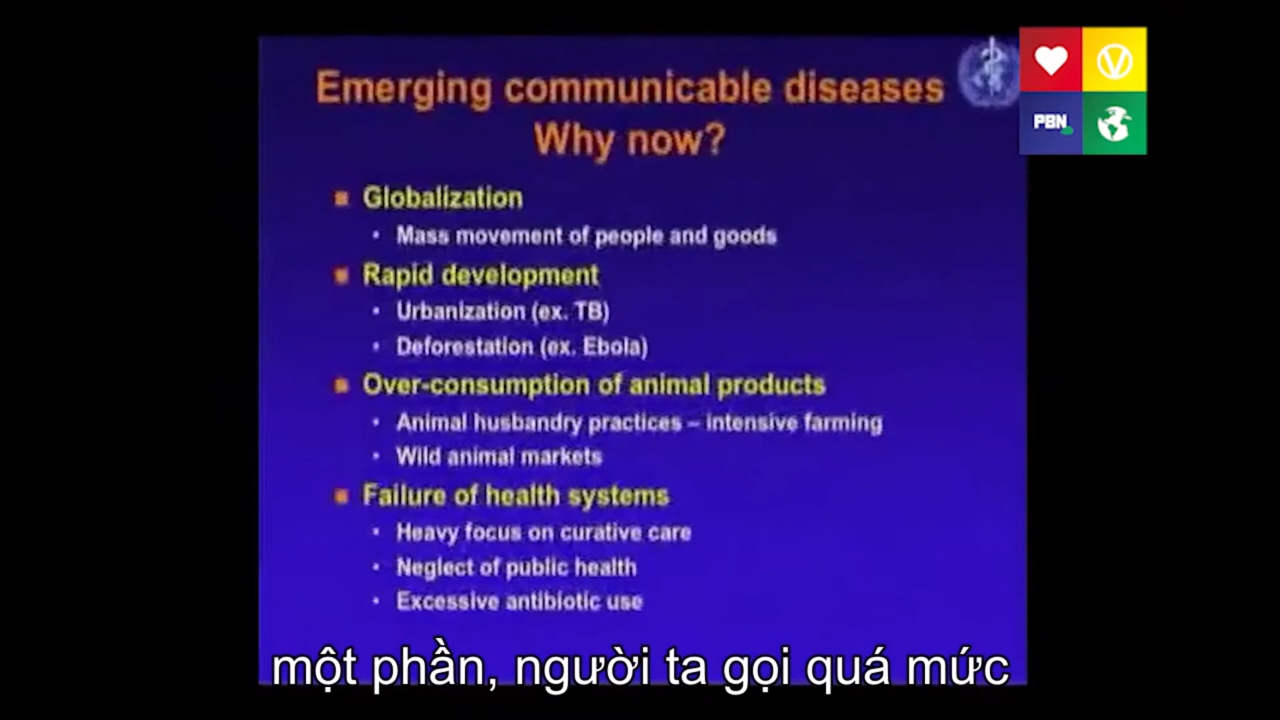 Emerging communicable diseases
Why now?
PBN
Globalization
Mass movement of people and goods
Rapid development
Urbanization (ex. TB)
Deforestation (ex. Ebola)
Over-consumption of animal products
Animal husbandry practices – intensive farming
Wild animal markets
Failure of health systems
Heavy focus on curative care
Neglect of public health
Excessive antibiotic use
một phần, người ta gọi quá mức